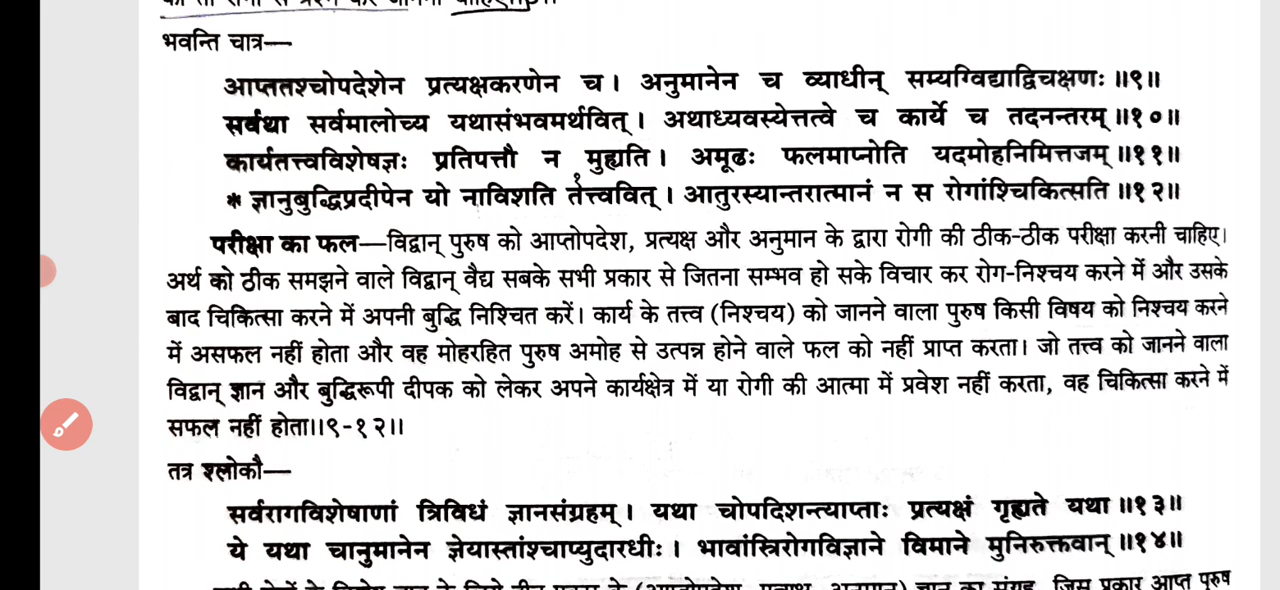 भवन्ति चात्र—
आप्ततश्चोपदेशेन प्रत्यक्षकरणेन च। अनुमानेन च व्याधीन् सम्यग्विद्याद्विचक्षणः॥९॥
सर्वथा सर्वमालोच्य यथासंभवमर्थवित्। अथाध्यवस्येत्तत्वे च कार्ये च तदनन्तरम्॥१०॥
कार्यतत्त्वविशेषज्ञः प्रतिपत्तौ न मुह्यति। अमूढः फलमाप्नोति यदमोहनिमित्तजम्॥११॥
* ज्ञानुबुद्धिप्रदीपेन यो नाविशति तत्त्ववित्। आतुरस्यान्तरात्मानं न स रोगांश्चिकित्सति॥१२॥
परीक्षा का फल—विद्वान् पुरुष को आप्तोपदेश, प्रत्यक्ष और अनुमान के द्वारा रोगी की ठीक-ठीक परीक्षा करनी चाहिए।
अर्थ को ठीक समझने वाले विद्वान् वैद्य सबके सभी प्रकार से जितना सम्भव हो सके विचार कर रोग-निश्चय करने में और उसके
बाद चिकित्सा करने में अपनी बुद्धि निश्चित करें। कार्य के तत्त्व (निश्चय) को जानने वाला पुरुष किसी विषय को निश्चय करने
में असफल नहीं होता और वह मोहरहित पुरुष अमोह से उत्पन्न होने वाले फल को नहीं प्राप्त करता। जो तत्त्व को जानने वाला
विद्वान् ज्ञान और बुद्धिरूपी दीपक को लेकर अपने कार्यक्षेत्र में या रोगी की आत्मा में प्रवेश नहीं करता, वह चिकित्सा करने में
सफल नहीं होता॥९-१२॥
तत्र श्लोकौ—
सर्वरागविशेषाणां त्रिविधं ज्ञानसंग्रहम्। यथा चोपदिशन्त्याप्ताः प्रत्यक्षं गृह्यते यथा॥१३॥
ये यथा चानुमानेन ज्ञेयास्तांश्चाप्युदारधीः। भावांस्त्रिरोगविज्ञाने विमाने मुनिरुक्तवान्॥१४॥
ज्ञान का संग्रह, जिस प्रकार आप्त पुरुष